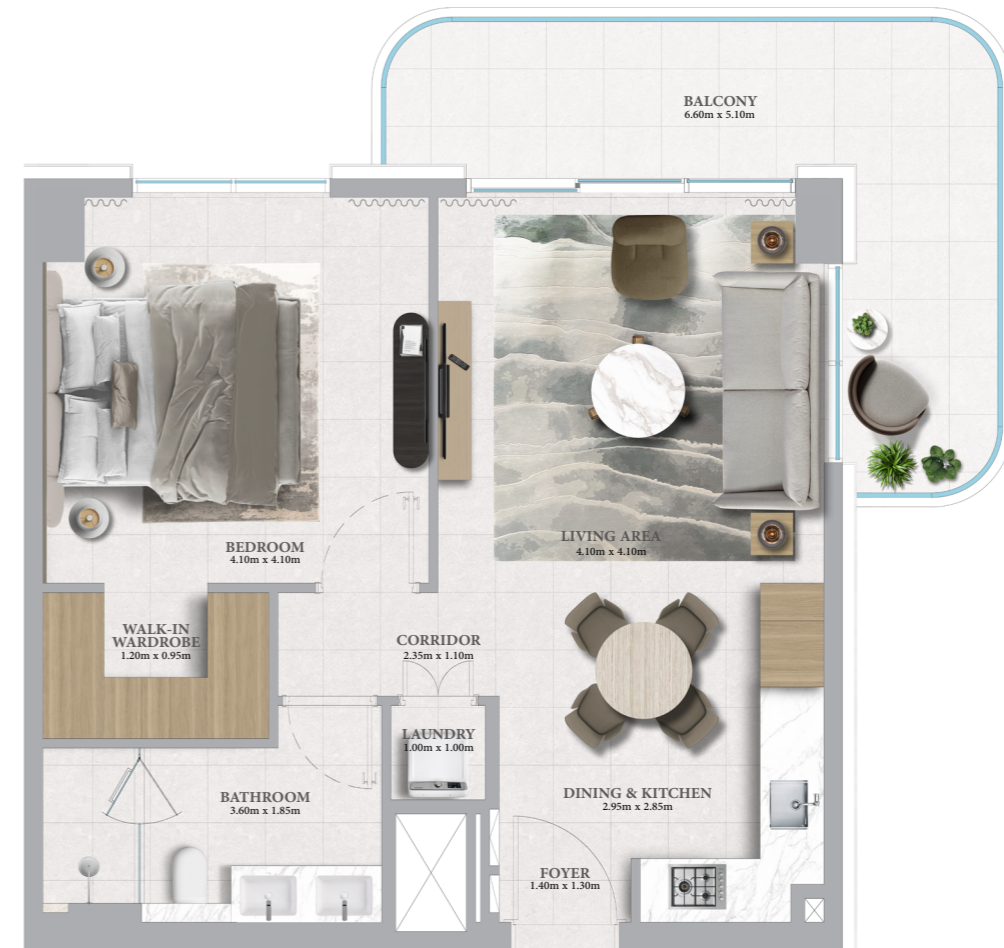 BALCONY
6.60m x 5.10m
BEDROOM
4.10m x 4.10m
LIVING AREA
4.10m x 4.10m
WALK-IN
WARDROBE
1.20m x 0.95m
CORRIDOR
2.35m x 1.10m
LAUNDRY
1.00m x 1.00m
BATHROOM
3.60m x 1.85m
DINING & KITCHEN
2.95m x 2.85m
FOYER
1.40m x 1.30m